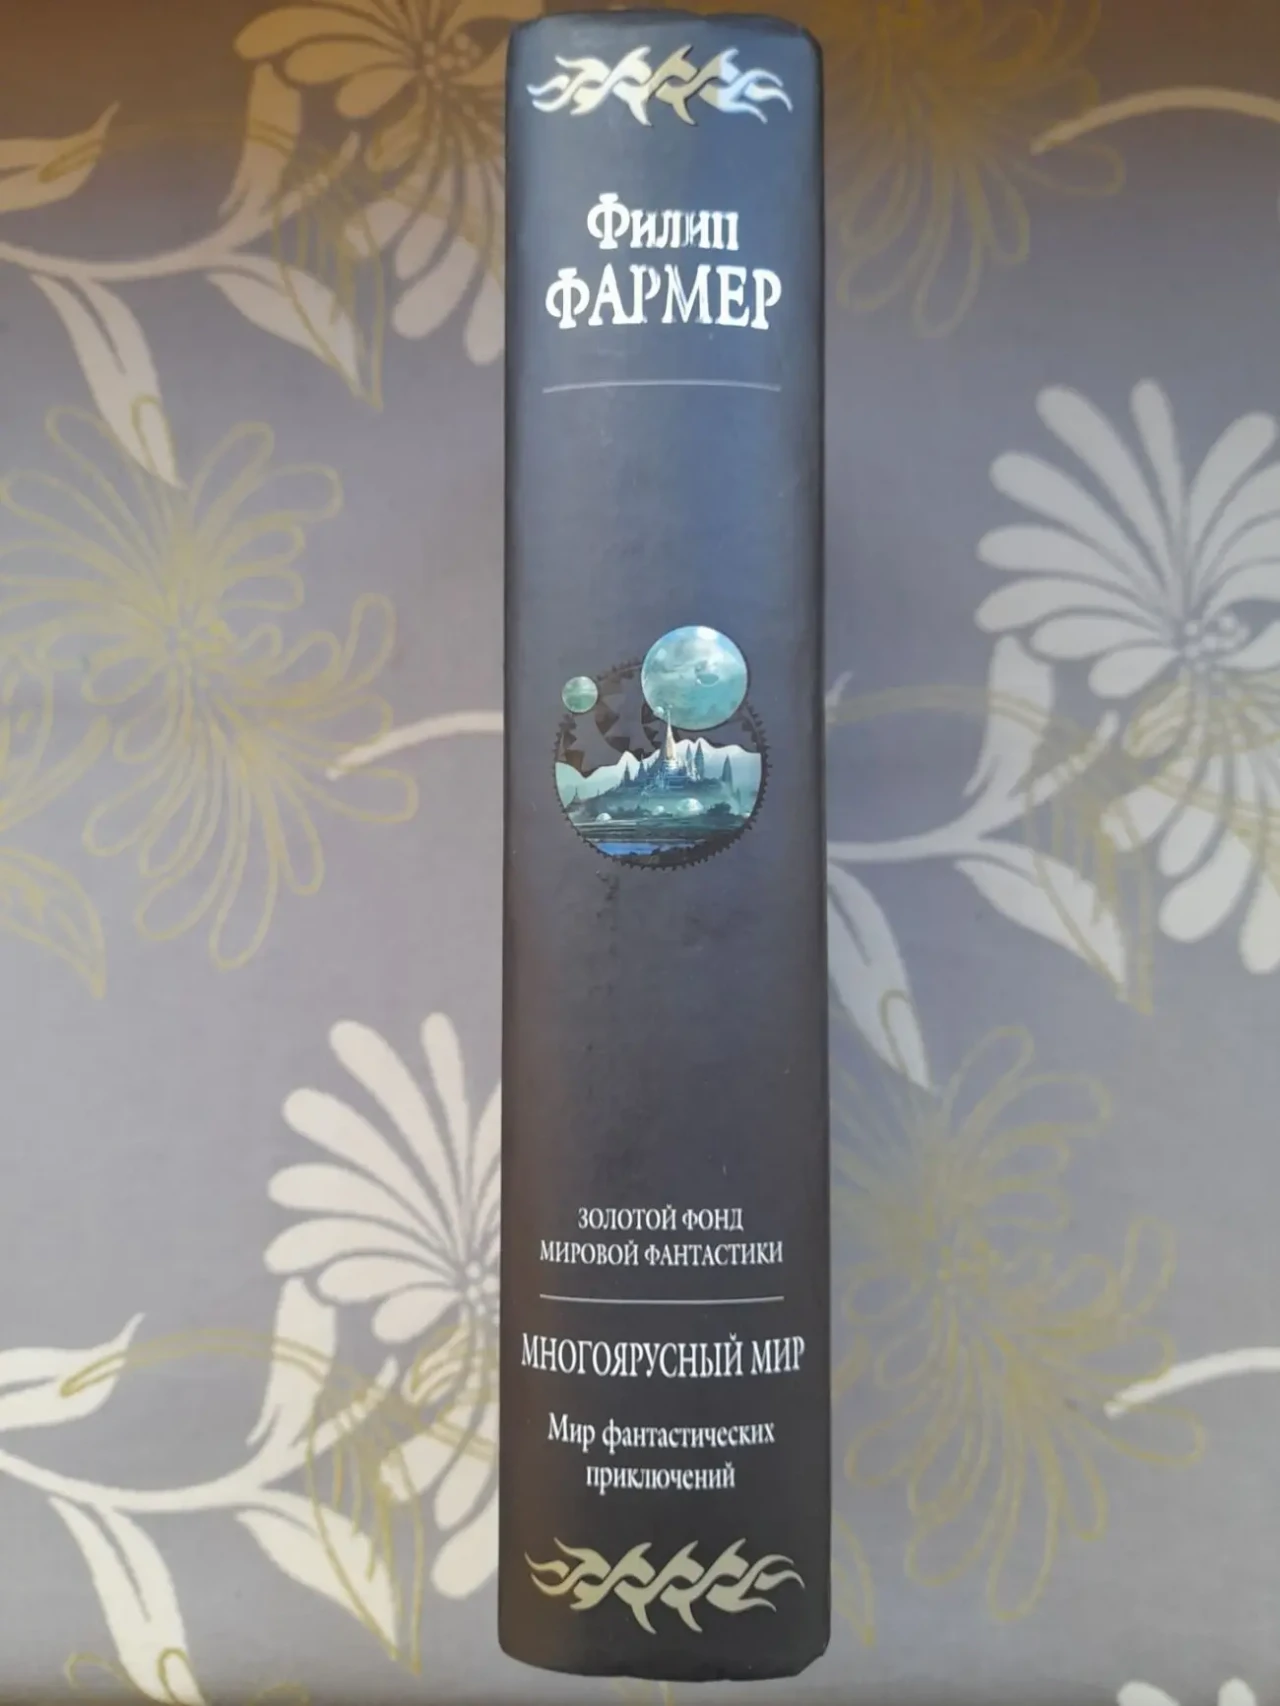 Филип
ФАРМЕР
ЗОЛОТОЙ ФОНД
МИРОВОЙ ФАНТАСТИКИ
МНОГОЯРУСНЫЙ МИР
Мир фантастических
приключений